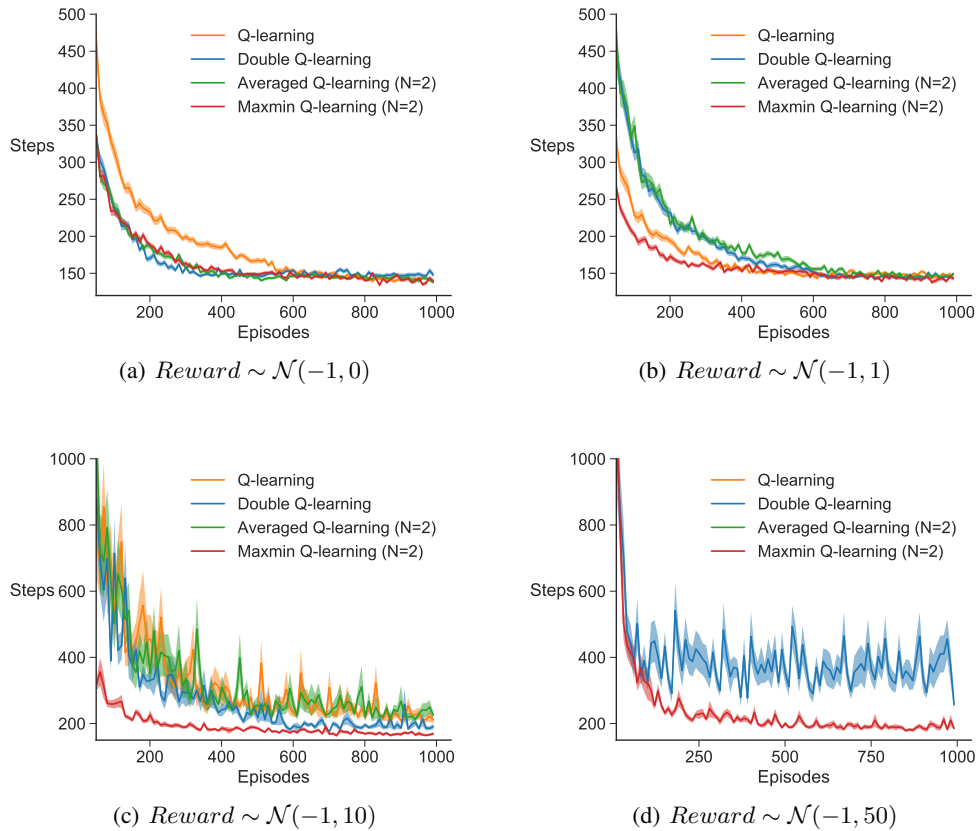 500
450
400
350
300
250
200
150
Steps
Q-learning
Double Q-learning
Averaged Q-learning (N=2)
Maxmin Q-learning (N=2)
200 400 600 800 1000
Episodes
(a) Reward ∼ 𝒩(−1, 0)
500
450
400
350
300
250
200
150
Steps
Q-learning
Double Q-learning
Averaged Q-learning (N=2)
Maxmin Q-learning (N=2)
200 400 600 800 1000
Episodes
(b) Reward ∼ 𝒩(−1, 1)
1000
800
600
400
200
Steps
Q-learning
Double Q-learning
Averaged Q-learning (N=2)
Maxmin Q-learning (N=2)
200 400 600 800 1000
Episodes
(c) Reward ∼ 𝒩(−1, 10)
1000
800
600
400
200
Steps
Q-learning
Double Q-learning
Averaged Q-learning (N=2)
Maxmin Q-learning (N=2)
250 500 750 1000
Episodes
(d) Reward ∼ 𝒩(−1, 50)